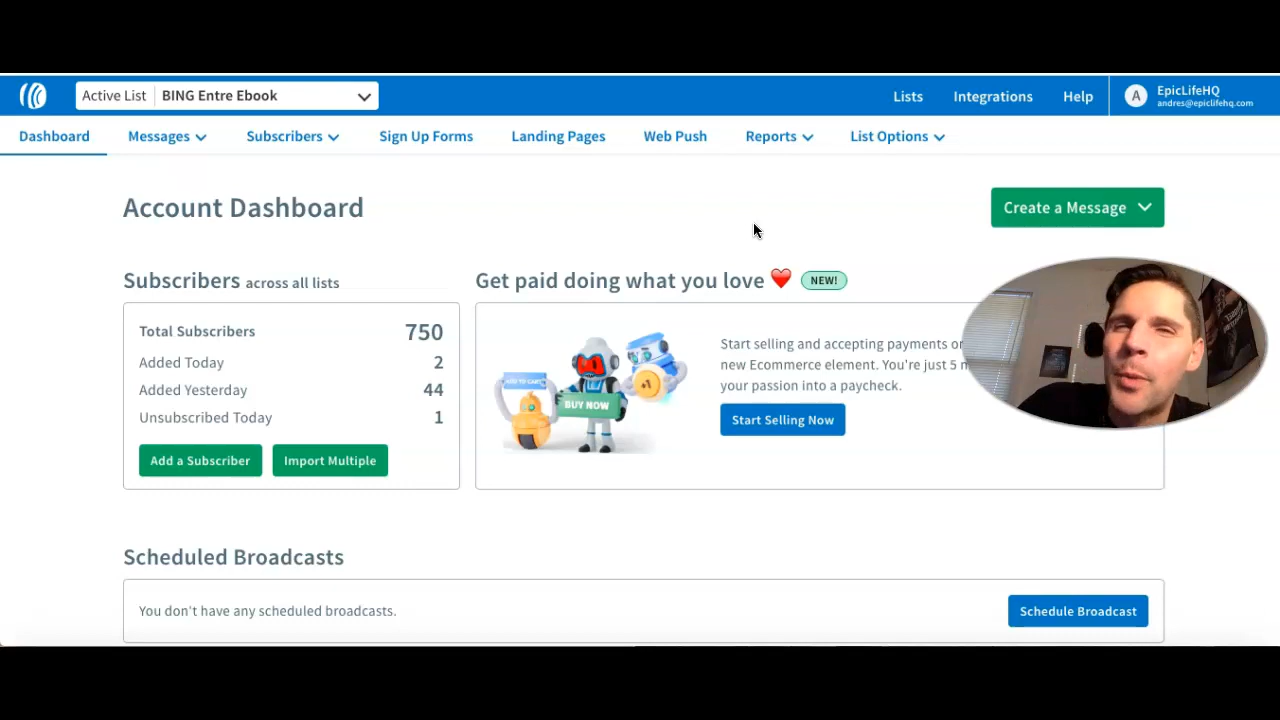 Active List BING Entre Ebook
Lists Integrations Help
A EpicLifeHQ
andres@epiclifehq.com
Dashboard Messages Subscribers Sign Up Forms Landing Pages Web Push Reports List Options
Account Dashboard
Create a Message
Subscribers across all lists
Total Subscribers 750
Added Today 2
Added Yesterday 44
Unsubscribed Today 1
Add a Subscriber Import Multiple
Get paid doing what you love ❤️ NEW!
ADD TO CART
BUY NOW
+1
Start selling and accepting payments
new Ecommerce element. You're just 5
your passion into a paycheck.
Start Selling Now
Scheduled Broadcasts
You don't have any scheduled broadcasts.
Schedule Broadcast